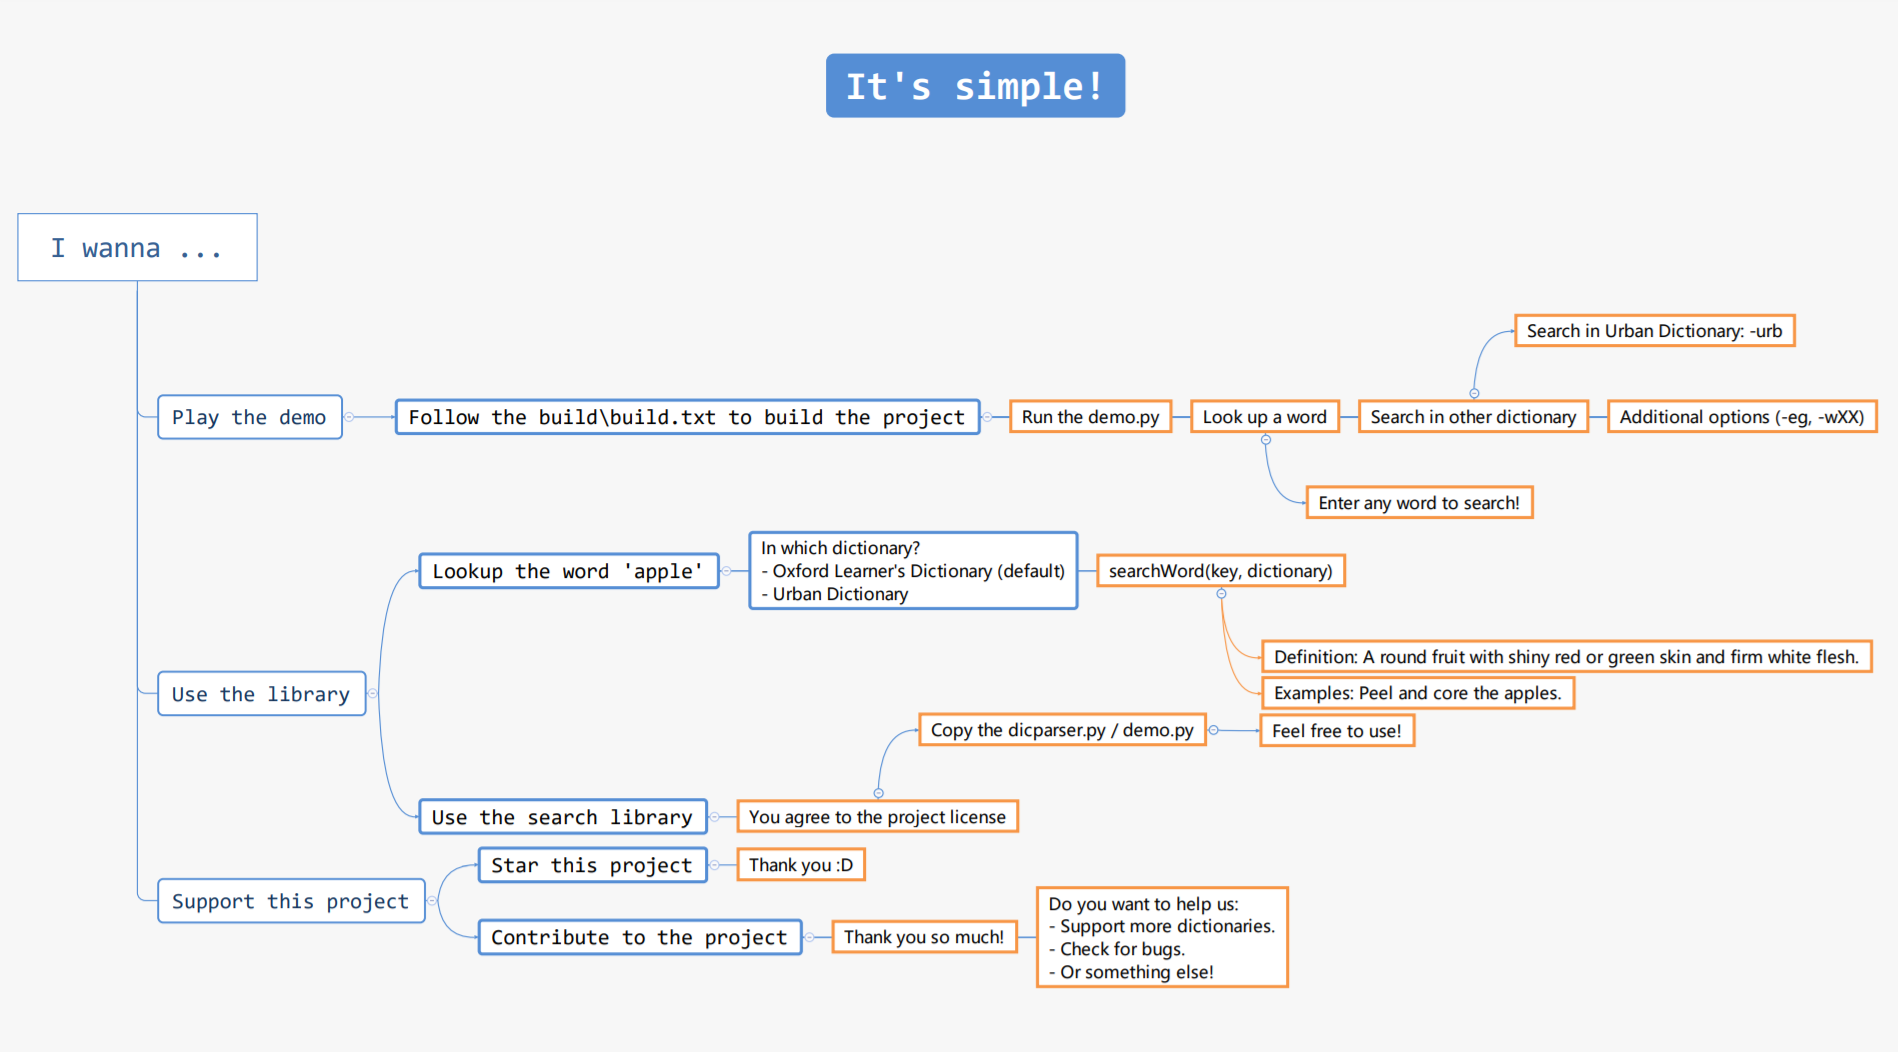 It's simple!
I wanna ...
Search in Urban Dictionary: -urb
Play the demo
Follow the build\build.txt to build the project
Run the demo.py
Look up a word
Search in other dictionary
Additional options (-eg, -wXX)
Enter any word to search!
Lookup the word 'apple'
In which dictionary?
- Oxford Learner's Dictionary (default)
- Urban Dictionary
searchWord(key, dictionary)
Definition: A round fruit with shiny red or green skin and firm white flesh.
Examples: Peel and core the apples.
Use the library
Copy the dicparser.py / demo.py
Feel free to use!
Use the search library
You agree to the project license
Star this project
Thank you :D
Support this project
Contribute to the project
Thank you so much!
Do you want to help us:
- Support more dictionaries.
- Check for bugs.
- Or something else!